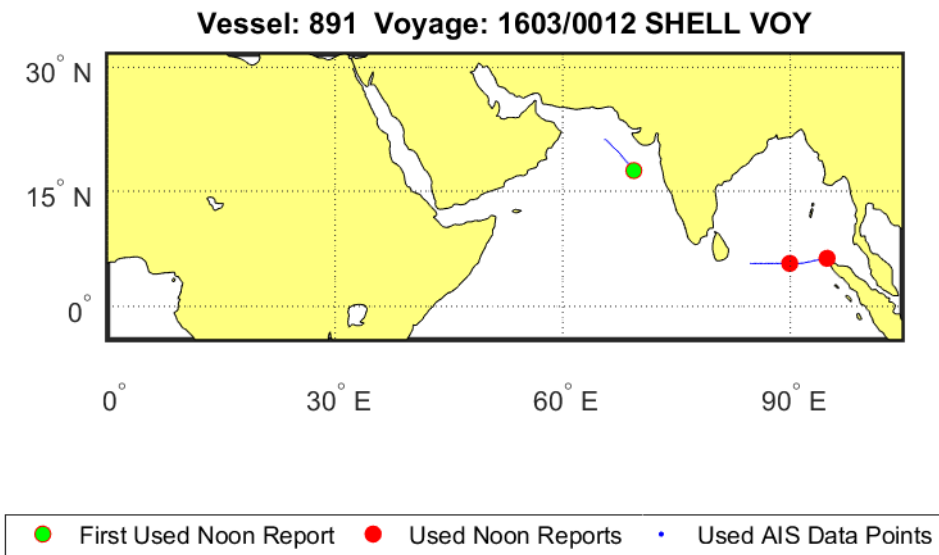 Vessel: 891  Voyage: 1603/0012 SHELL VOY
30° N
15° N
0°
0° 30° E 60° E 90° E
First Used Noon Report Used Noon Reports Used AIS Data Points